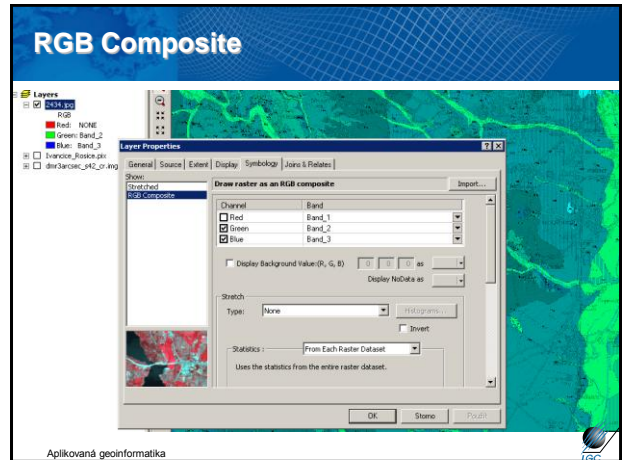 RGB Composite
Layers
2434.jpg
RGB
Red: NONE
Green: Band_2
Blue: Band_3
Ivancice_Rosice.pix
dmr3arcsec_s42_cr.img
Layer Properties
General Source Extent Display Symbology Joins & Relates
Show:
Stretched
RGB Composite
Draw raster as an RGB composite
Import...
Channel Band
Red Band_1
Green Band_2
Blue Band_3
Display Background Value:(R, G, B) 0 0 0 as
Display NoData as
Stretch
Type: None Histograms...
Invert
Statistics : From Each Raster Dataset
Uses the statistics from the entire raster dataset.
OK Storno Použít
Aplikovaná geoinformatika
LGC